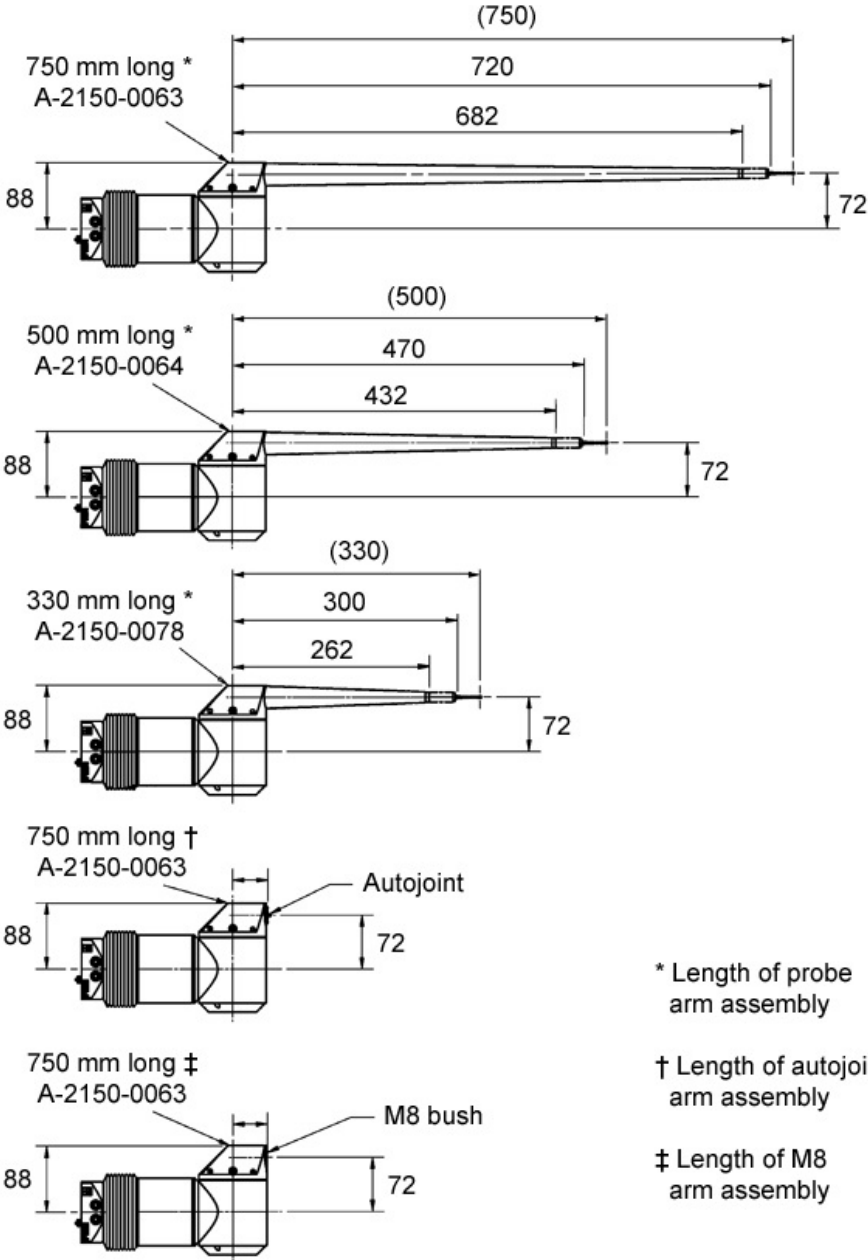 (750)
750 mm long *
A-2150-0063
720
682
88
72
(500)
500 mm long *
A-2150-0064
470
432
88
72
(330)
330 mm long *
A-2150-0078
300
262
88
72
750 mm long †
A-2150-0063
Autojoint
88
72
* Length of probe
arm assembly
750 mm long ‡
A-2150-0063
† Length of autojoi
arm assembly
M8 bush
88
72
‡ Length of M8
arm assembly